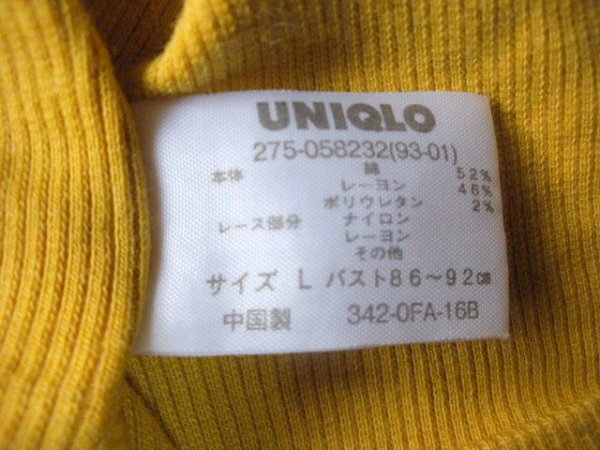 UNIQLO
275-058232(93-01)
本体 綿 52%
レーヨン 46%
ポリウレタン 2%
レース部分 ナイロン
レーヨン
その他
サイズ L バスト86～92cm
中国製 342-0FA-16B